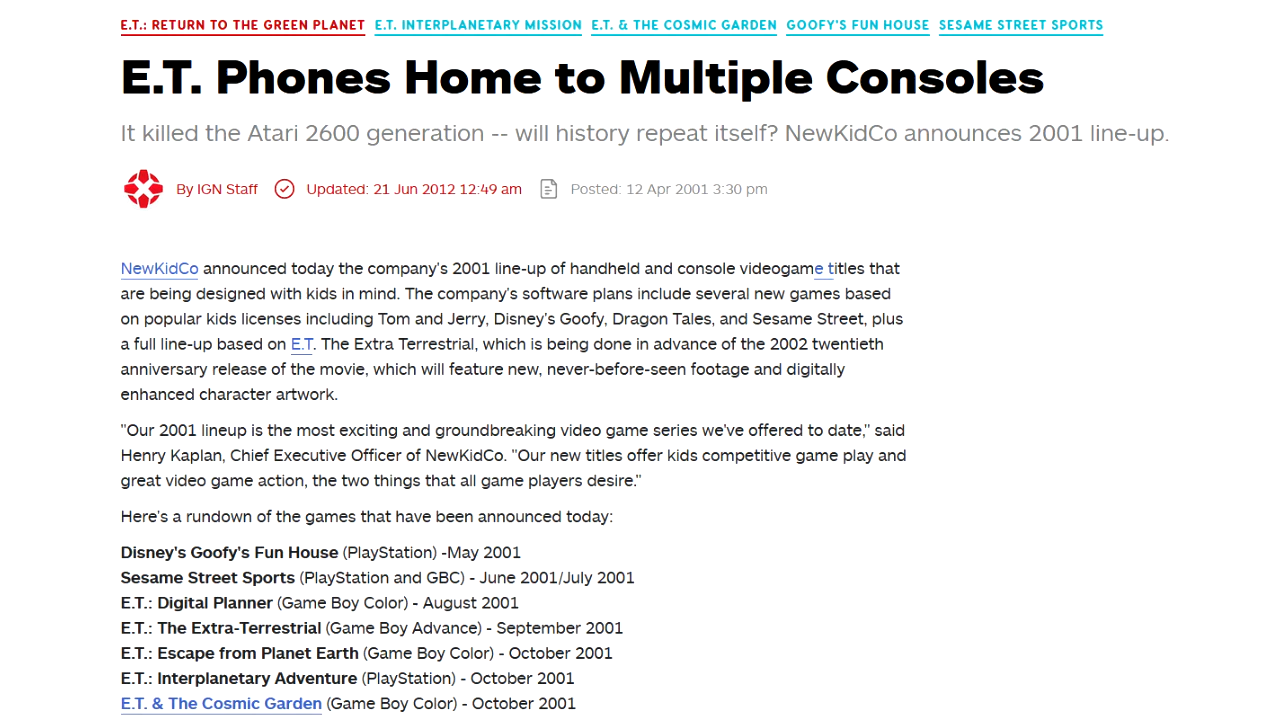 E.T.: RETURN TO THE GREEN PLANET E.T. INTERPLANETARY MISSION E.T. & THE COSMIC GARDEN GOOFY'S FUN HOUSE SESAME STREET SPORTS
E.T. Phones Home to Multiple Consoles
It killed the Atari 2600 generation -- will history repeat itself? NewKidCo announces 2001 line-up.
By IGN Staff Updated: 21 Jun 2012 12:49 am Posted: 12 Apr 2001 3:30 pm
NewKidCo announced today the company's 2001 line-up of handheld and console videogame titles that
are being designed with kids in mind. The company's software plans include several new games based
on popular kids licenses including Tom and Jerry, Disney's Goofy, Dragon Tales, and Sesame Street, plus
a full line-up based on E.T. The Extra Terrestrial, which is being done in advance of the 2002 twentieth
anniversary release of the movie, which will feature new, never-before-seen footage and digitally
enhanced character artwork.
"Our 2001 lineup is the most exciting and groundbreaking video game series we've offered to date," said
Henry Kaplan, Chief Executive Officer of NewKidCo. "Our new titles offer kids competitive game play and
great video game action, the two things that all game players desire."
Here's a rundown of the games that have been announced today:
Disney's Goofy's Fun House (PlayStation) -May 2001
Sesame Street Sports (PlayStation and GBC) - June 2001/July 2001
E.T.: Digital Planner (Game Boy Color) - August 2001
E.T.: The Extra-Terrestrial (Game Boy Advance) - September 2001
E.T.: Escape from Planet Earth (Game Boy Color) - October 2001
E.T.: Interplanetary Adventure (PlayStation) - October 2001
E.T. & The Cosmic Garden (Game Boy Color) - October 2001